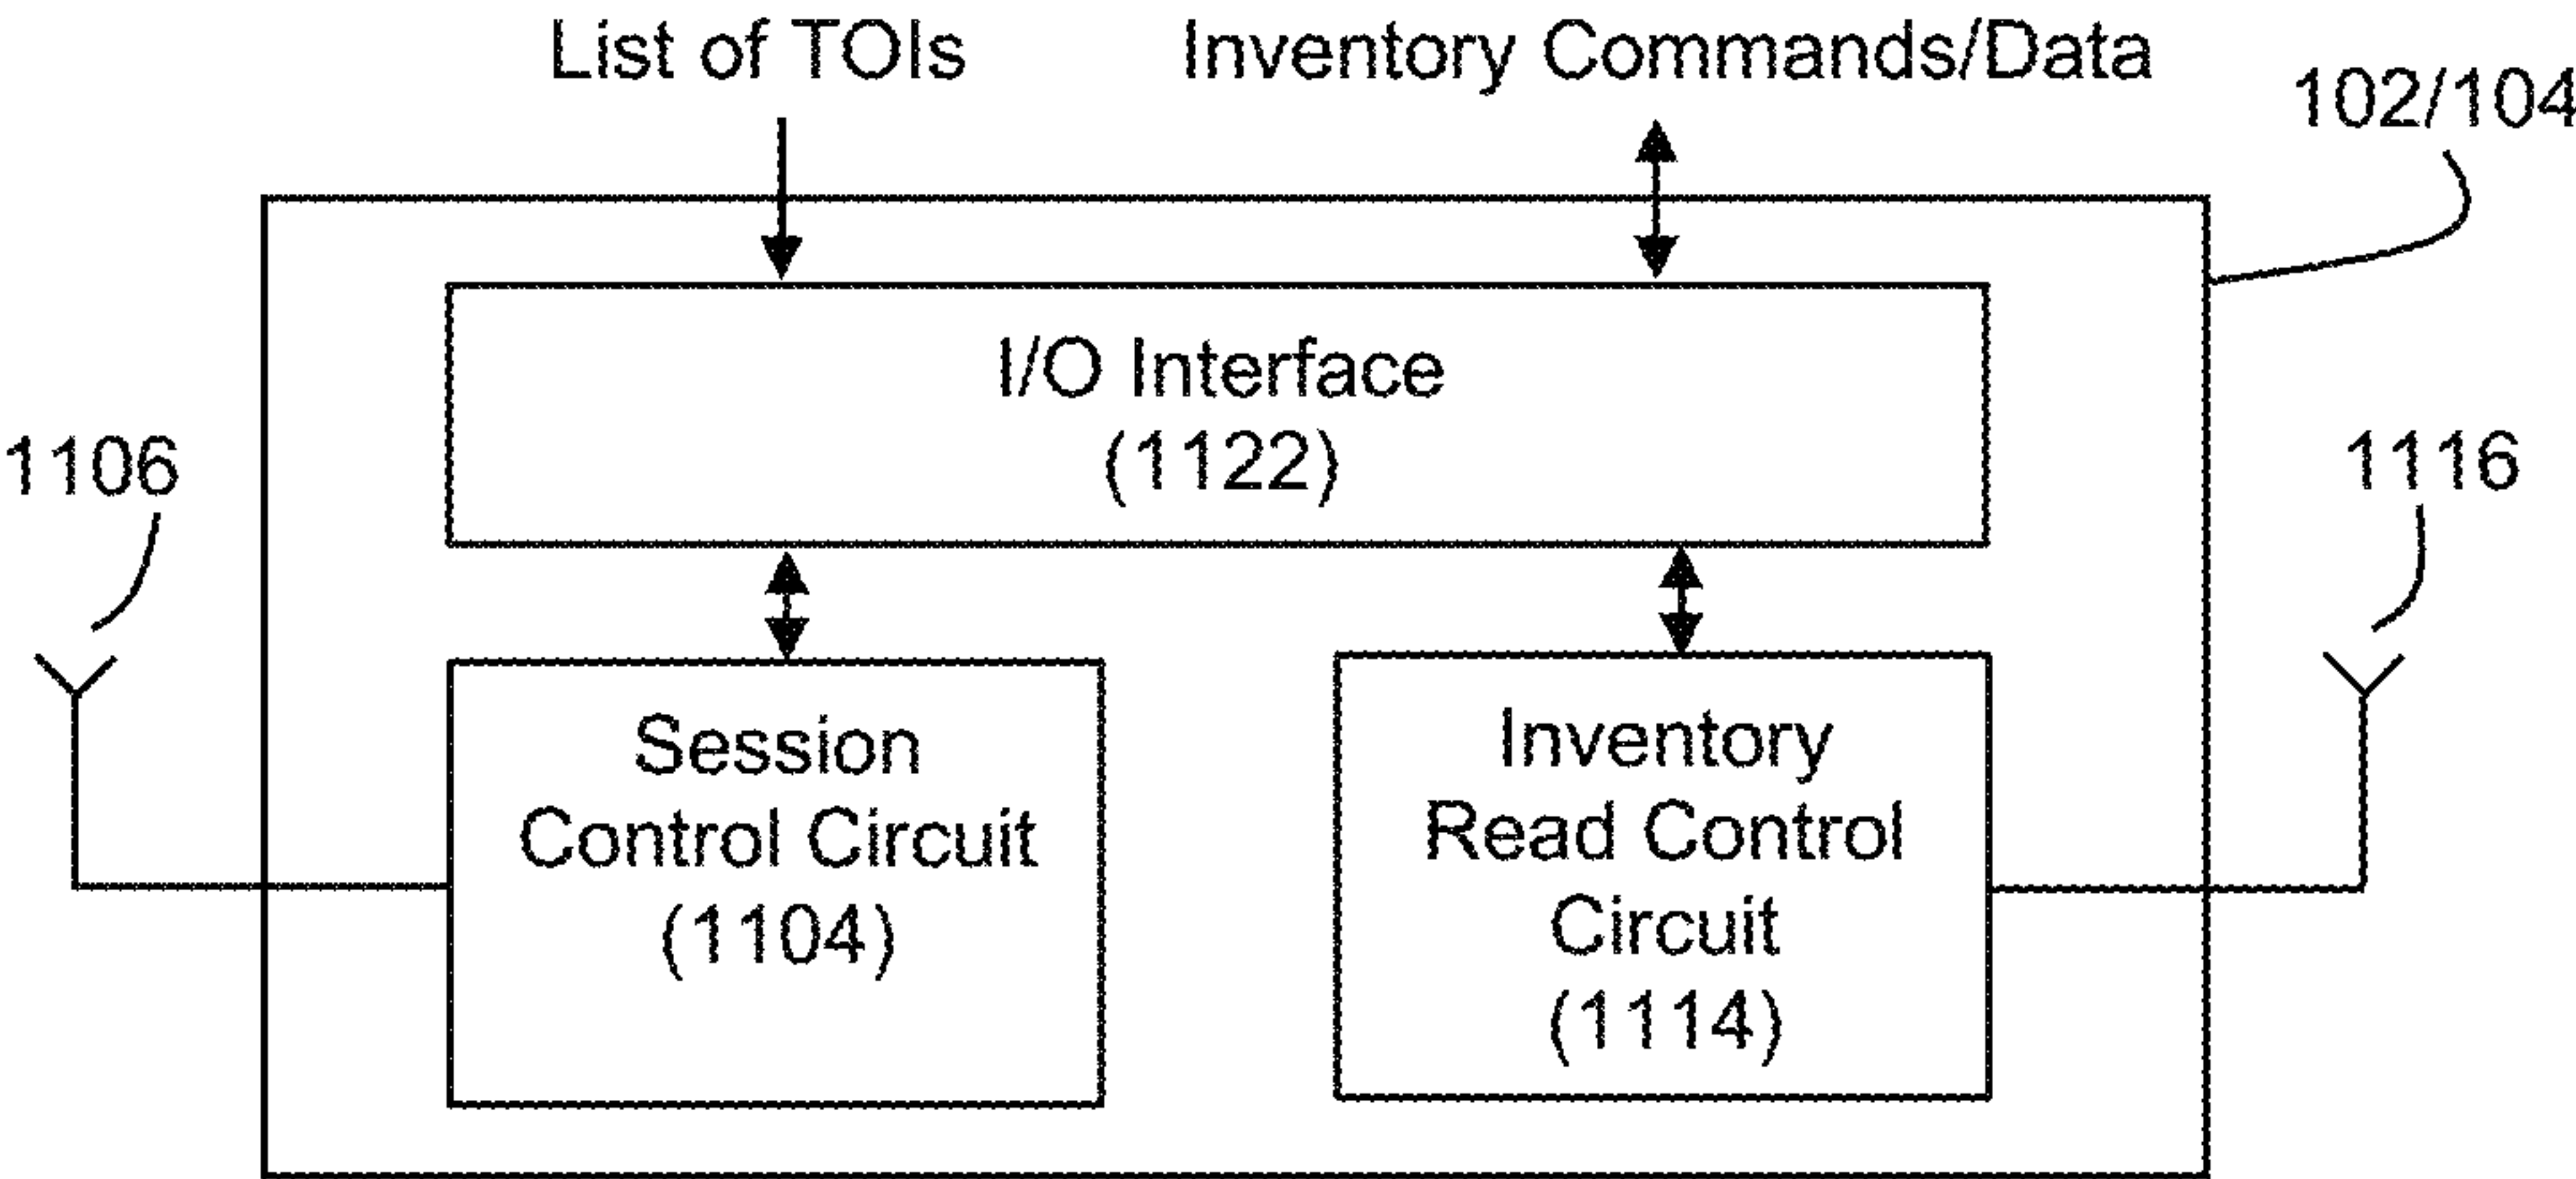 List of TOIs
Inventory Commands/Data
102/104
I/O Interface
(1122)
1106
1116
Session
Control Circuit
(1104)
Inventory
Read Control
Circuit
(1114)